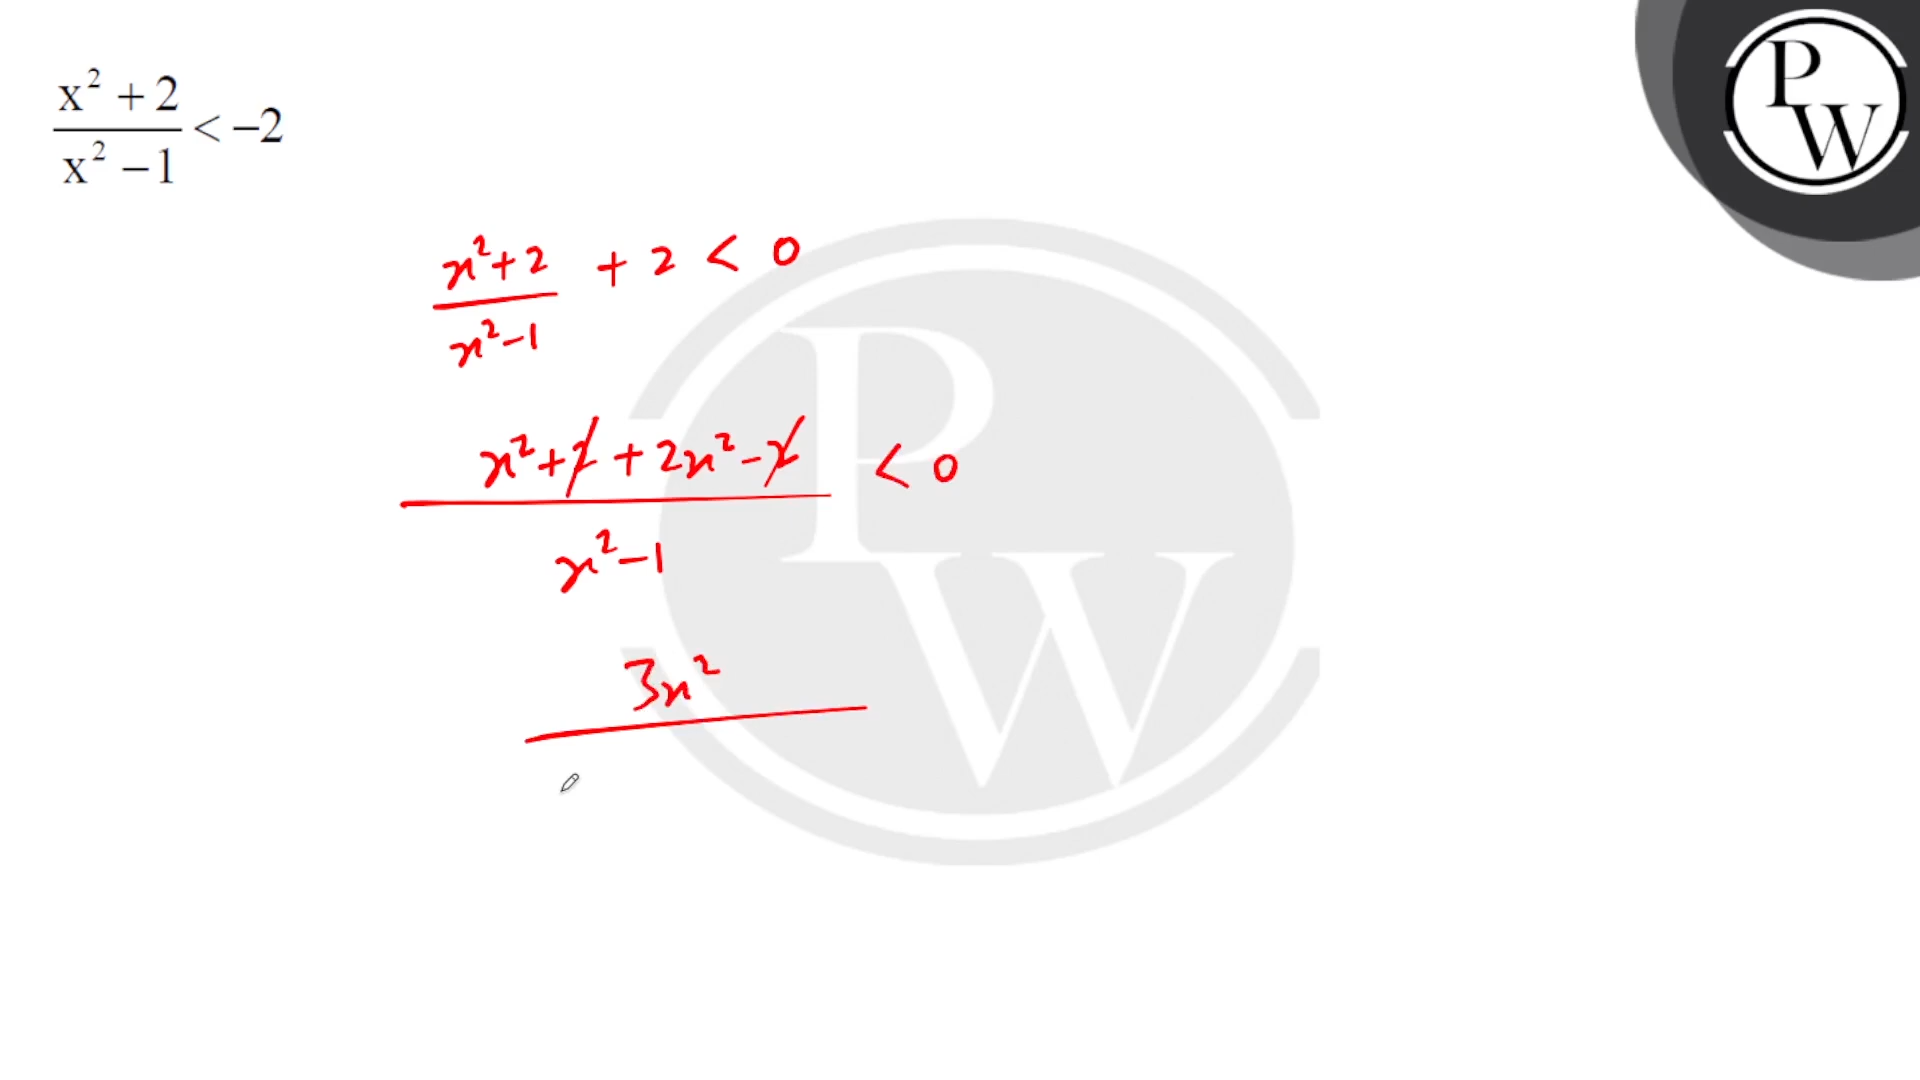 PW
x² + 2
x² − 1 < −2
x²+2
x²-1 + 2 < 0
x²+2 + 2x²-2 < 0
x²-1
3x²
PW